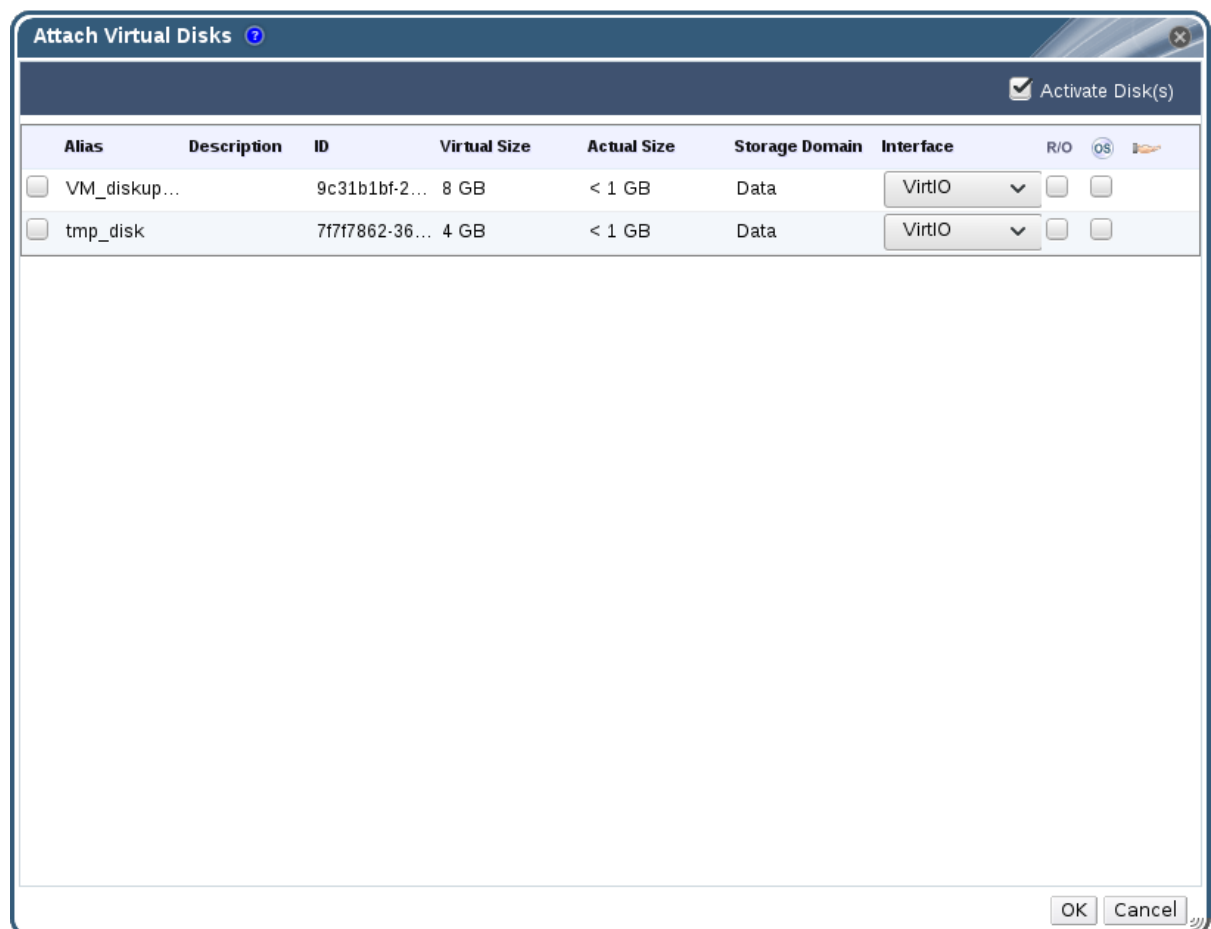 Attach Virtual Disks ?
Activate Disk(s)
Alias Description ID Virtual Size Actual Size Storage Domain Interface R/O OS
VM_diskup... 9c31b1bf-2... 8 GB < 1 GB Data VirtIO
tmp_disk 7f7f7862-36... 4 GB < 1 GB Data VirtIO
OK Cancel